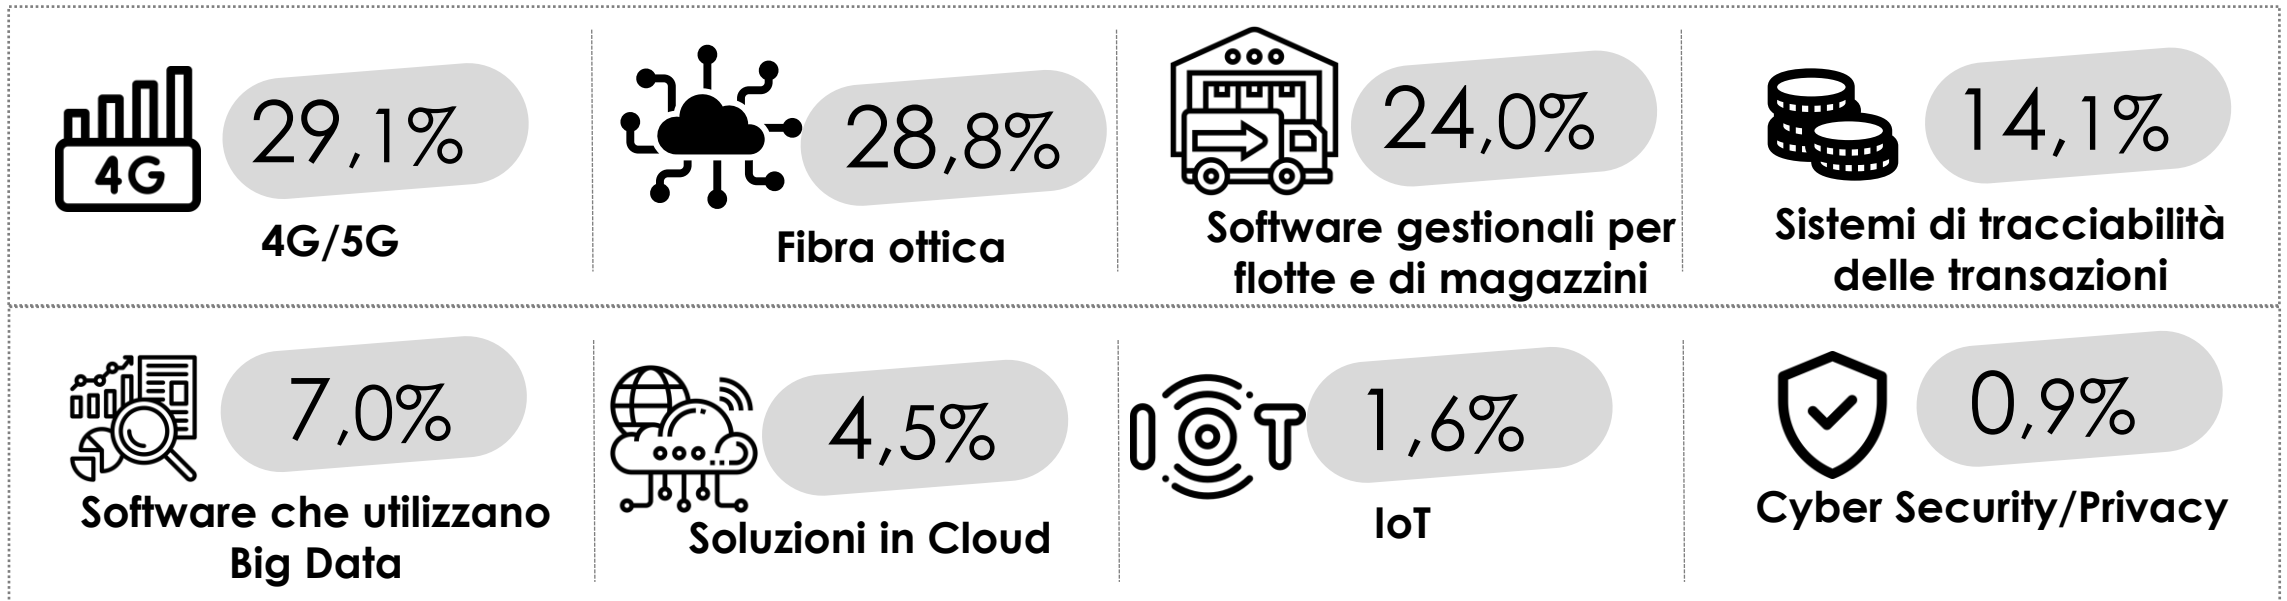 4G
29,1%
4G/5G
28,8%
Fibra ottica
24,0%
Software gestionali per
flotte e di magazzini
14,1%
Sistemi di tracciabilità
delle transazioni
7,0%
Software che utilizzano
Big Data
4,5%
Soluzioni in Cloud
IOT
1,6%
IoT
0,9%
Cyber Security/Privacy